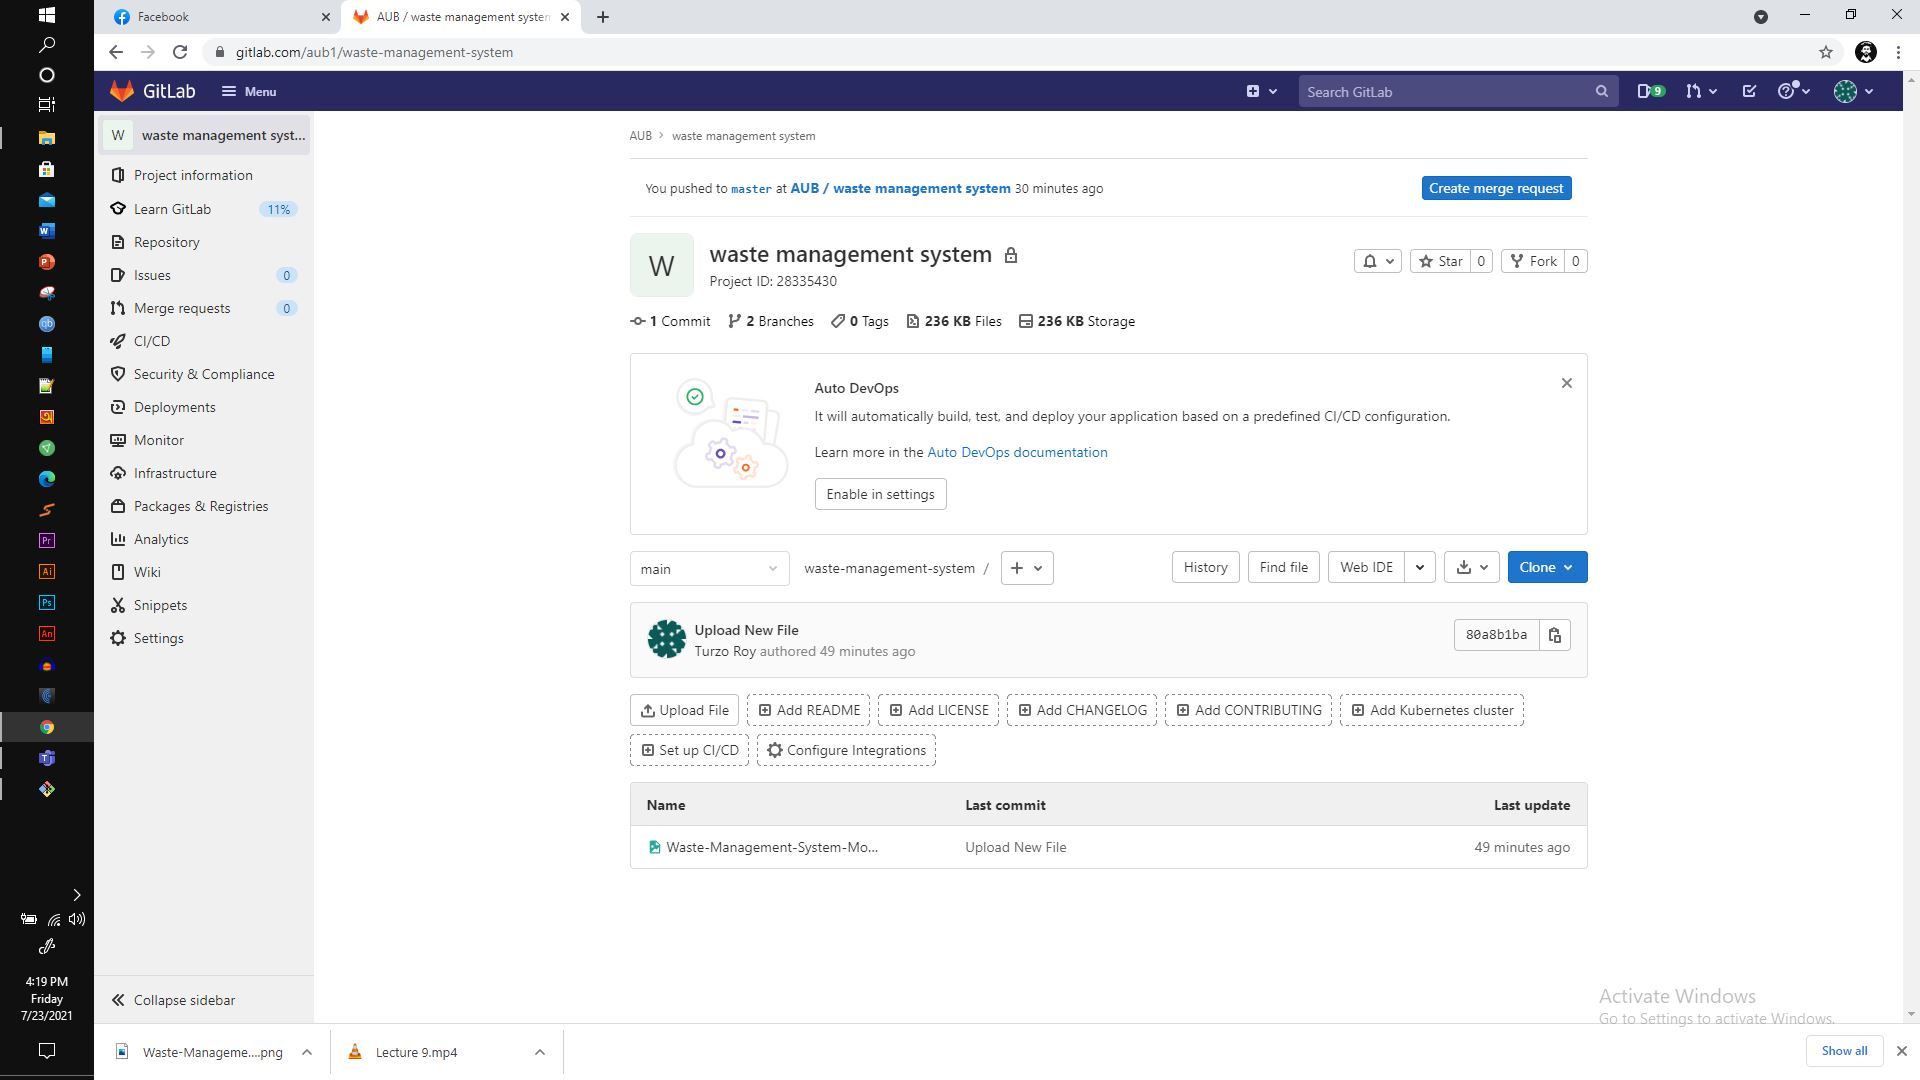 Facebook
AUB / waste management system
gitlab.com/aub1/waste-management-system
GitLab
Menu
Search GitLab
9
W
waste management syst...
Project information
Learn GitLab
11%
Repository
Issues
0
Merge requests
0
CI/CD
Security & Compliance
Deployments
Monitor
Infrastructure
Packages & Registries
Analytics
Wiki
Snippets
Settings
Collapse sidebar
AUB > waste management system
You pushed to master at AUB / waste management system 30 minutes ago
Create merge request
W
waste management system
Project ID: 28335430
Star 0
Fork 0
1 Commit
2 Branches
0 Tags
236 KB Files
236 KB Storage
Auto DevOps
It will automatically build, test, and deploy your application based on a predefined CI/CD configuration.
Learn more in the Auto DevOps documentation
Enable in settings
main
waste-management-system /
History
Find file
Web IDE
Clone
Upload New File
Turzo Roy authored 49 minutes ago
80a8b1ba
Upload File
Add README
Add LICENSE
Add CHANGELOG
Add CONTRIBUTING
Add Kubernetes cluster
Set up CI/CD
Configure Integrations
Name
Last commit
Last update
Waste-Management-System-Mo...
Upload New File
49 minutes ago
Activate Windows
Go to Settings to activate Windows.
W
P
qb
Pr
Ai
Ps
An
4:19 PM
Friday
7/23/2021
Waste-Manageme....png
Lecture 9.mp4
Show all